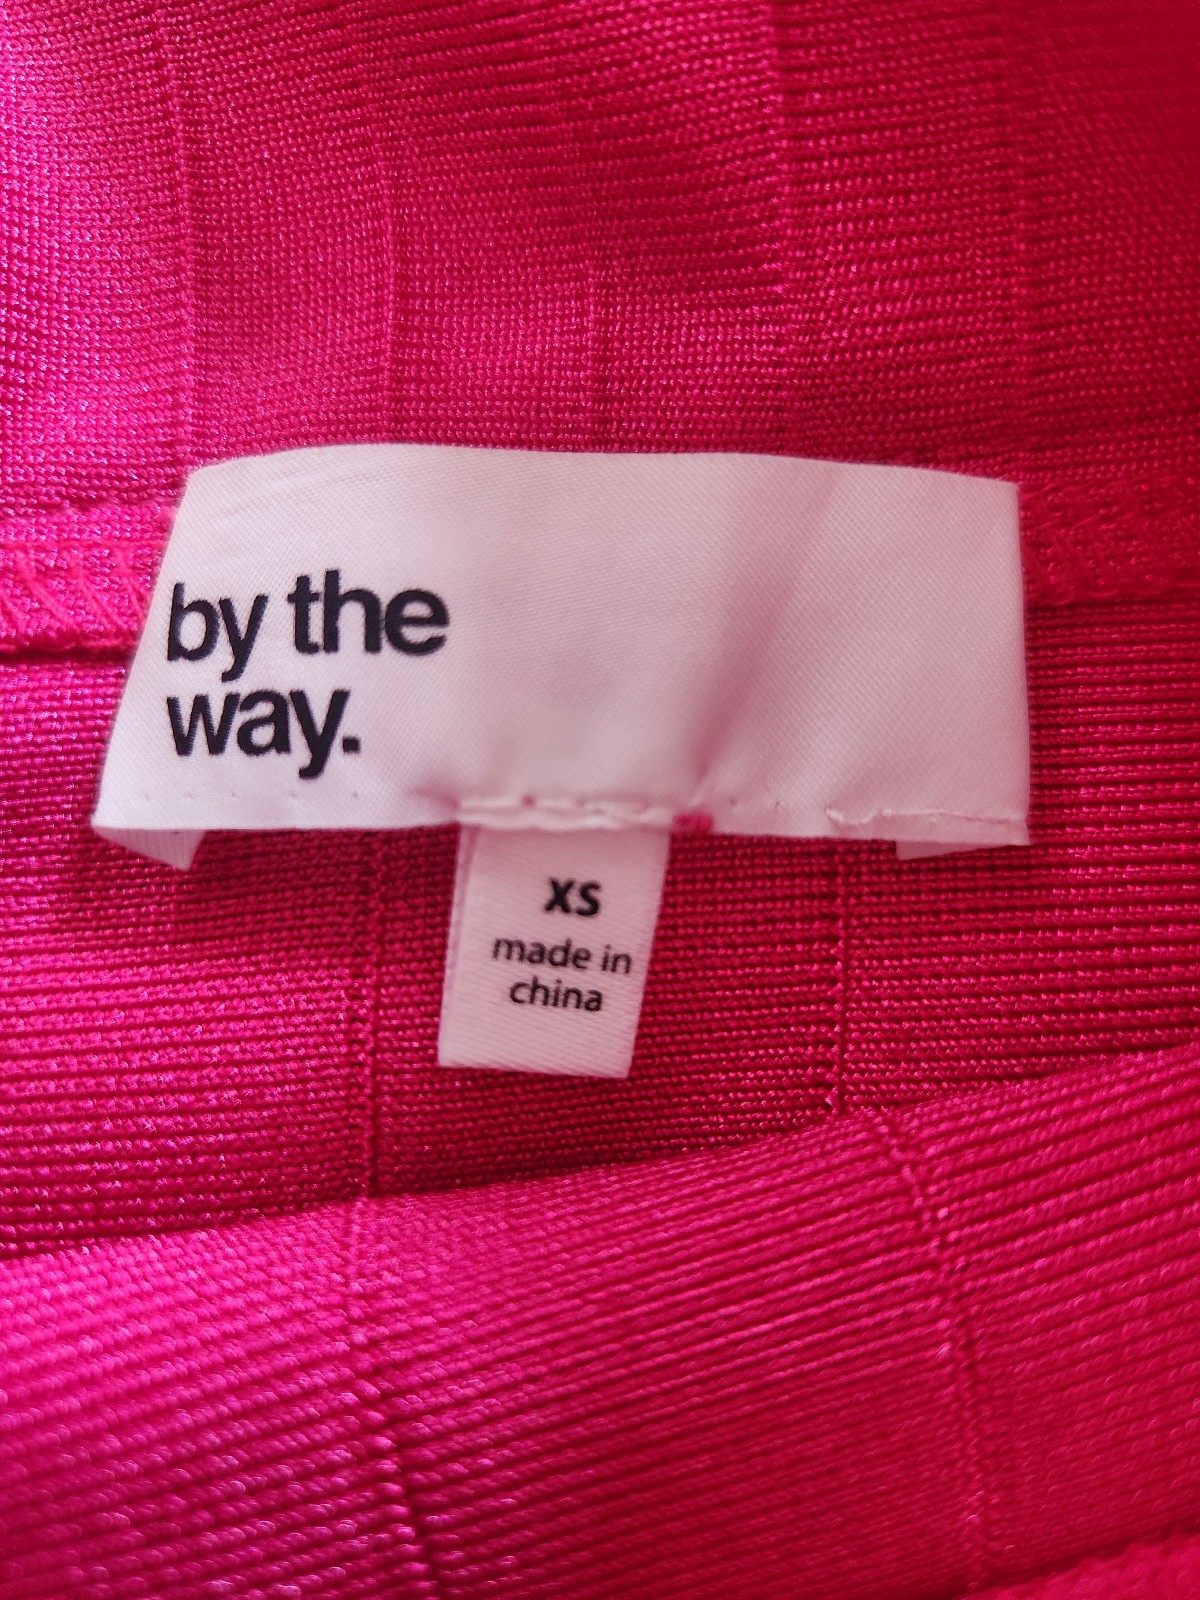 by the
way.
XS
made in
china